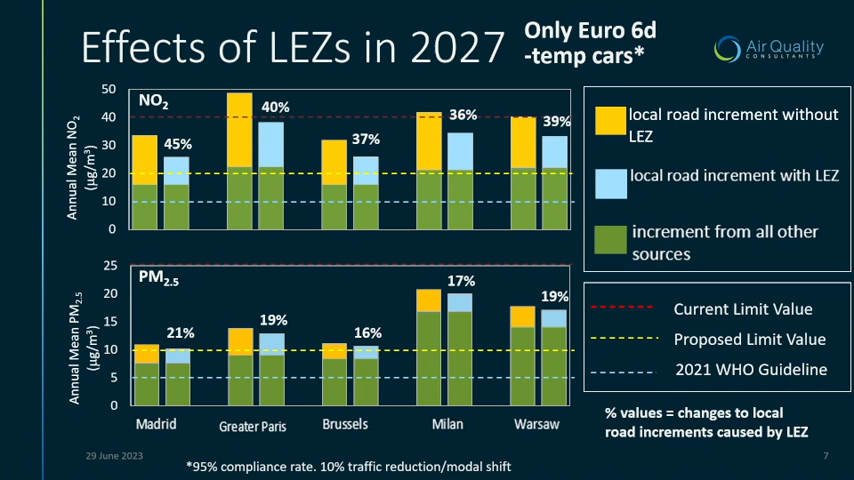 Effects of LEZs in 2027
Only Euro 6d
-temp cars*
Air Quality
CONSULTANTS
Annual Mean NO2
(µg/m³)
50
40
30
20
10
0
NO2
45%
40%
37%
36%
39%
local road increment without
LEZ
local road increment with LEZ
increment from all other
sources
Annual Mean PM2.5
(µg/m³)
25
20
15
10
5
0
PM2.5
21%
19%
16%
17%
19%
Madrid
Greater Paris
Brussels
Milan
Warsaw
Current Limit Value
Proposed Limit Value
2021 WHO Guideline
% values = changes to local
road increments caused by LEZ
29 June 2023
*95% compliance rate. 10% traffic reduction/modal shift
7